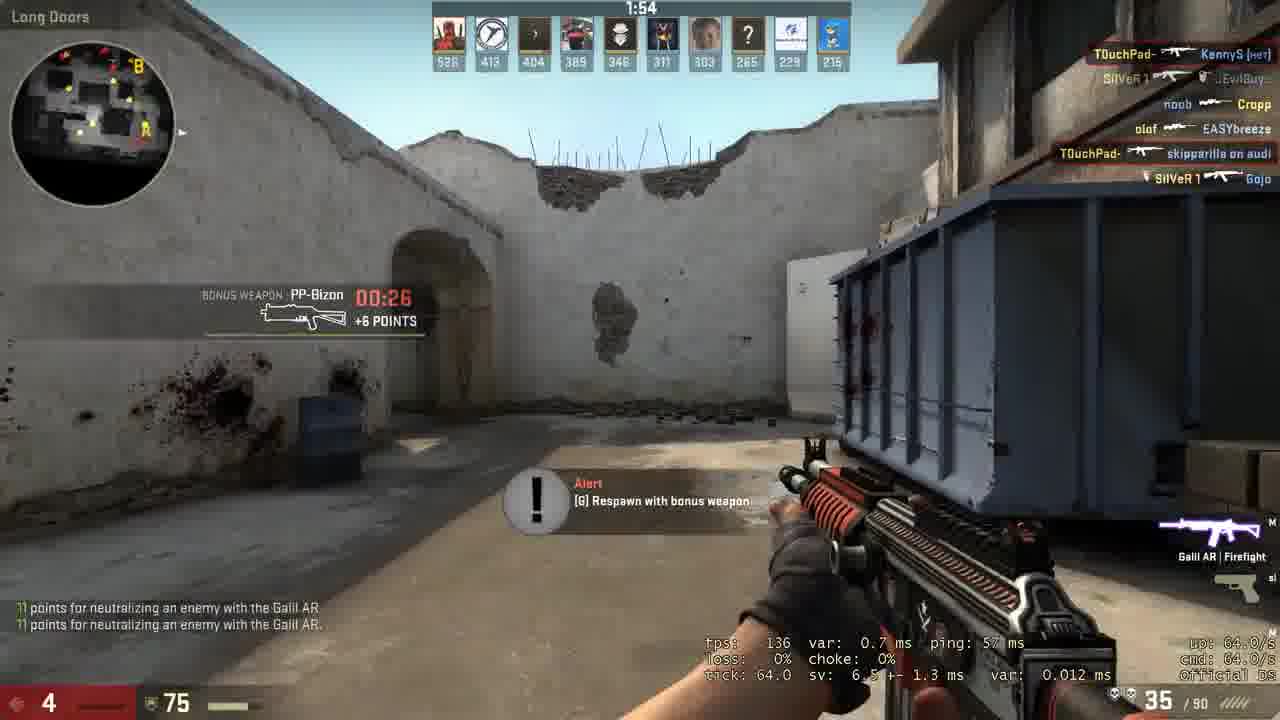 Long Doors
1:54
526 413 404 389 346 311 303 265 229 216
B
A
?
TOuchPad- KennyS [HET]
SilVeR 1 ..EvilGuy..
noob Crapp
olof EASYbreeze
TOuchPad- skipparilla on audi
SilVeR 1 Gojo
BONUS WEAPON: PP-Bizon 00:26
+6 POINTS
Alert
[G] Respawn with bonus weapon
Galil AR | Firefight
11 points for neutralizing an enemy with the Galil AR.
11 points for neutralizing an enemy with the Galil AR.
fps: 136 var: 0.7 ms ping: 57 ms
loss: 0% choke: 0%
tick: 64.0 sv: 6.5 +- 1.3 ms var: 0.012 ms
up: 64.0/s
cmd: 64.0/s
official DS
4 75
35 / 90